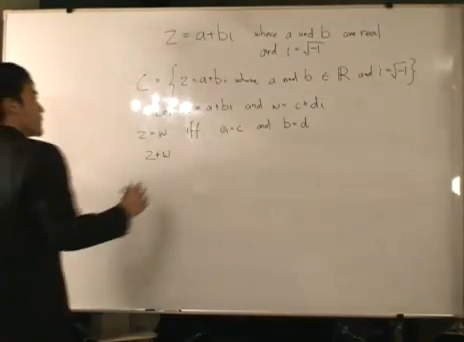 z = a+bi where a and b are real
and i = √-1
C = { z = a+bi where a and b ∈ ℝ and i = √-1 }
= a+bi and w = c+di
z = w iff a=c and b=d
z+w